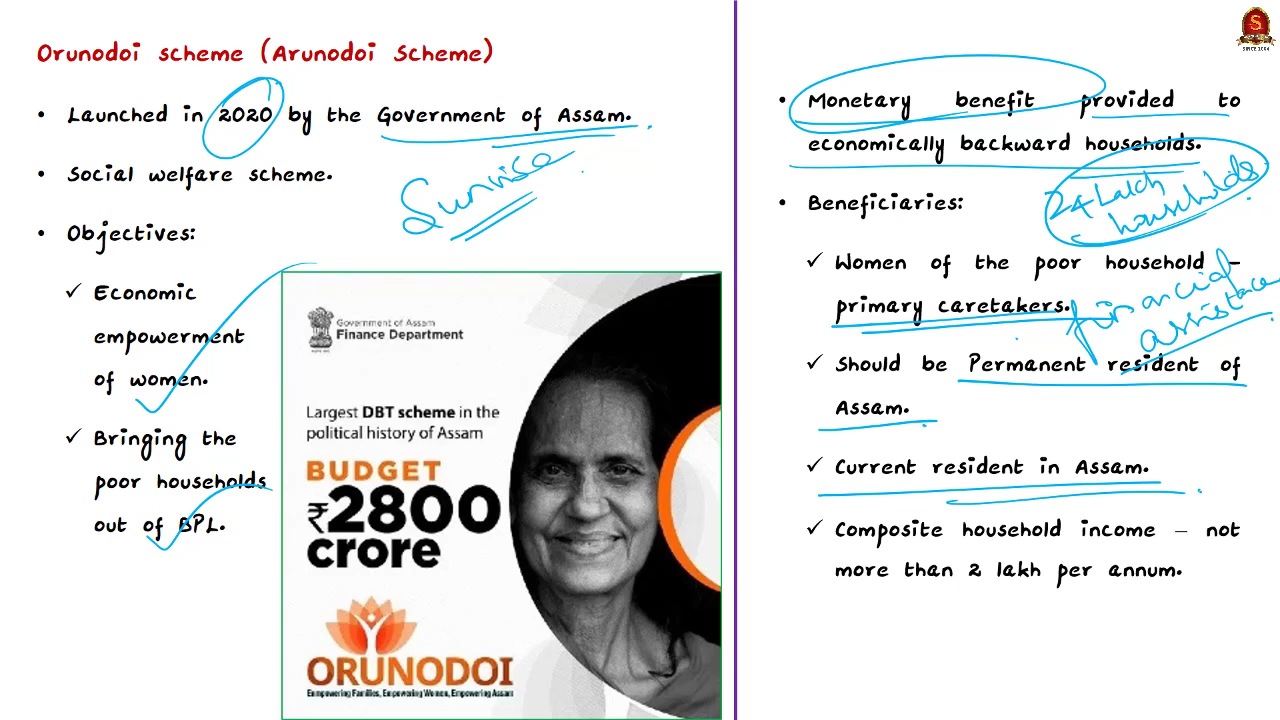 Orunodoi scheme (Arunodoi Scheme)
• Launched in 2020 by the Government of Assam.
• Social welfare scheme.
Sunrise
• Objectives:
✓ Economic
empowerment
of women.
✓ Bringing the
poor households
out of BPL.
Government of Assam
Finance Department
Largest DBT scheme in the
political history of Assam
BUDGET
₹2800
crore
ORUNODOI
Empowering Families, Empowering Women, Empowering Assam
S
SINCE 2004
• Monetary benefit provided to
economically backward households.
• Beneficiaries:
24 Lakh
households
✓ Women of the poor household –
primary caretakers.
financial
assistance
✓ Should be Permanent resident of
Assam.
✓ Current resident in Assam.
✓ Composite household income – not
more than 2 lakh per annum.